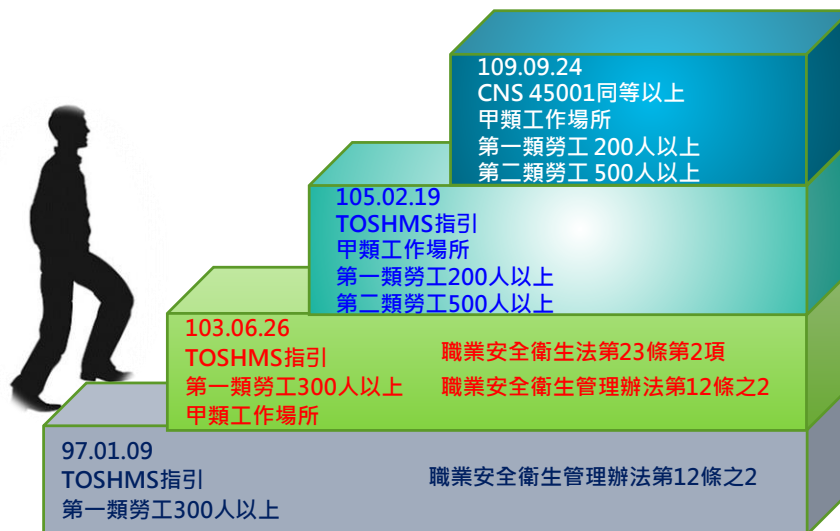 109.09.24
CNS 45001同等以上
甲類工作場所
第一類勞工 200人以上
第二類勞工 500人以上
105.02.19
TOSHMS指引
甲類工作場所
第一類勞工200人以上
第二類勞工500人以上
103.06.26
TOSHMS指引
第一類勞工300人以上
甲類工作場所
職業安全衛生法第23條第2項
職業安全衛生管理辦法第12條之2
97.01.09
TOSHMS指引
第一類勞工300人以上
職業安全衛生管理辦法第12條之2